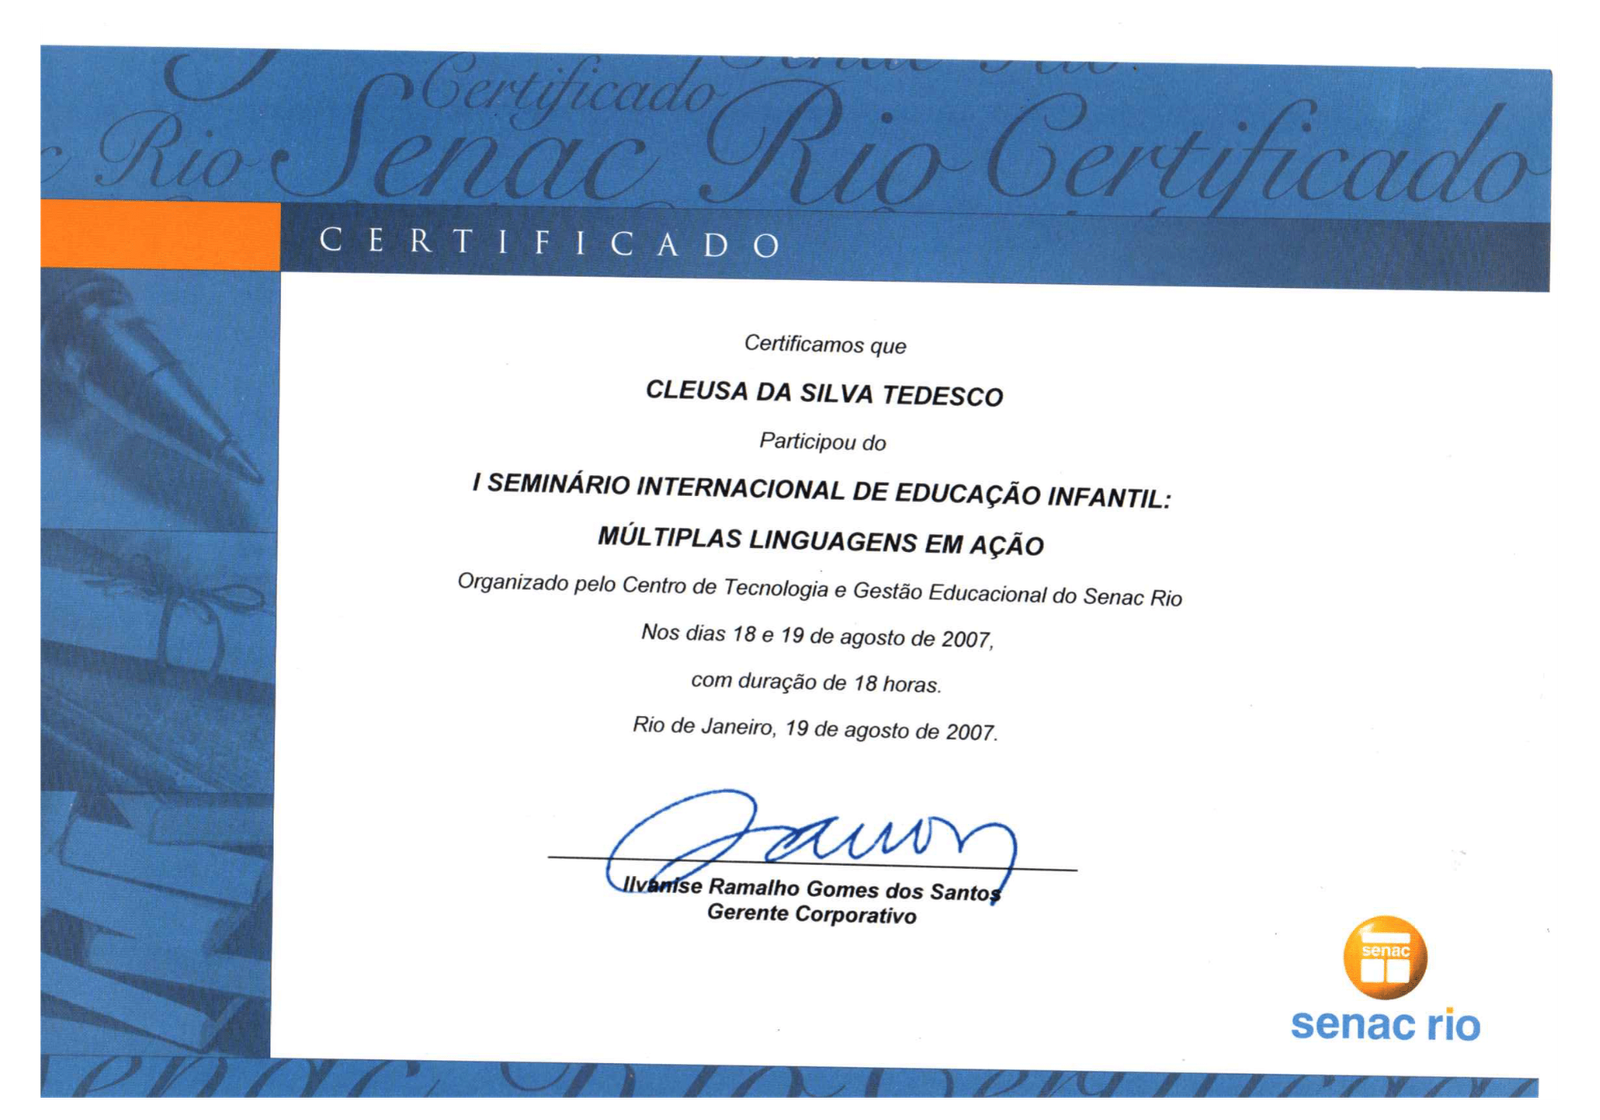 Certificado
Rio Senac Rio Certificado
CERTIFICADO
Certificamos que
CLEUSA DA SILVA TEDESCO
Participou do
I SEMINÁRIO INTERNACIONAL DE EDUCAÇÃO INFANTIL:
MÚLTIPLAS LINGUAGENS EM AÇÃO
Organizado pelo Centro de Tecnologia e Gestão Educacional do Senac Rio
Nos dias 18 e 19 de agosto de 2007,
com duração de 18 horas.
Rio de Janeiro, 19 de agosto de 2007.
Ilvanise Ramalho Gomes dos Santos
Gerente Corporativo
senac
senac rio